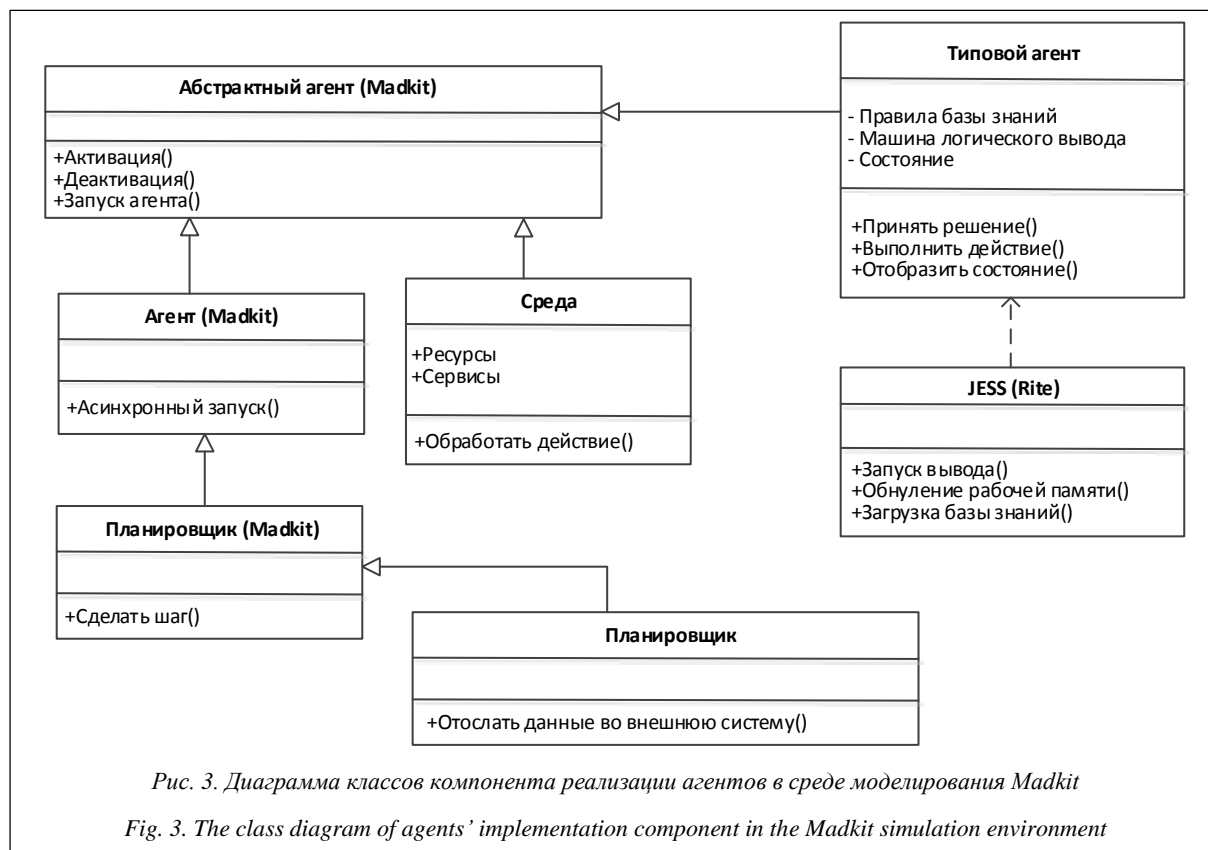 Абстрактный агент (Madkit)
+Активация()
+Деактивация()
+Запуск агента()
Типовой агент
- Правила базы знаний
- Машина логического вывода
- Состояние
+Принять решение()
+Выполнить действие()
+Отобразить состояние()
Агент (Madkit)
+Асинхронный запуск()
Среда
+Ресурсы
+Сервисы
+Обработать действие()
JESS (Rite)
+Запуск вывода()
+Обнуление рабочей памяти()
+Загрузка базы знаний()
Планировщик (Madkit)
+Сделать шаг()
Планировщик
+Отослать данные во внешнюю систему()
Рис. 3. Диаграмма классов компонента реализации агентов в среде моделирования Madkit
Fig. 3. The class diagram of agents’ implementation component in the Madkit simulation environment